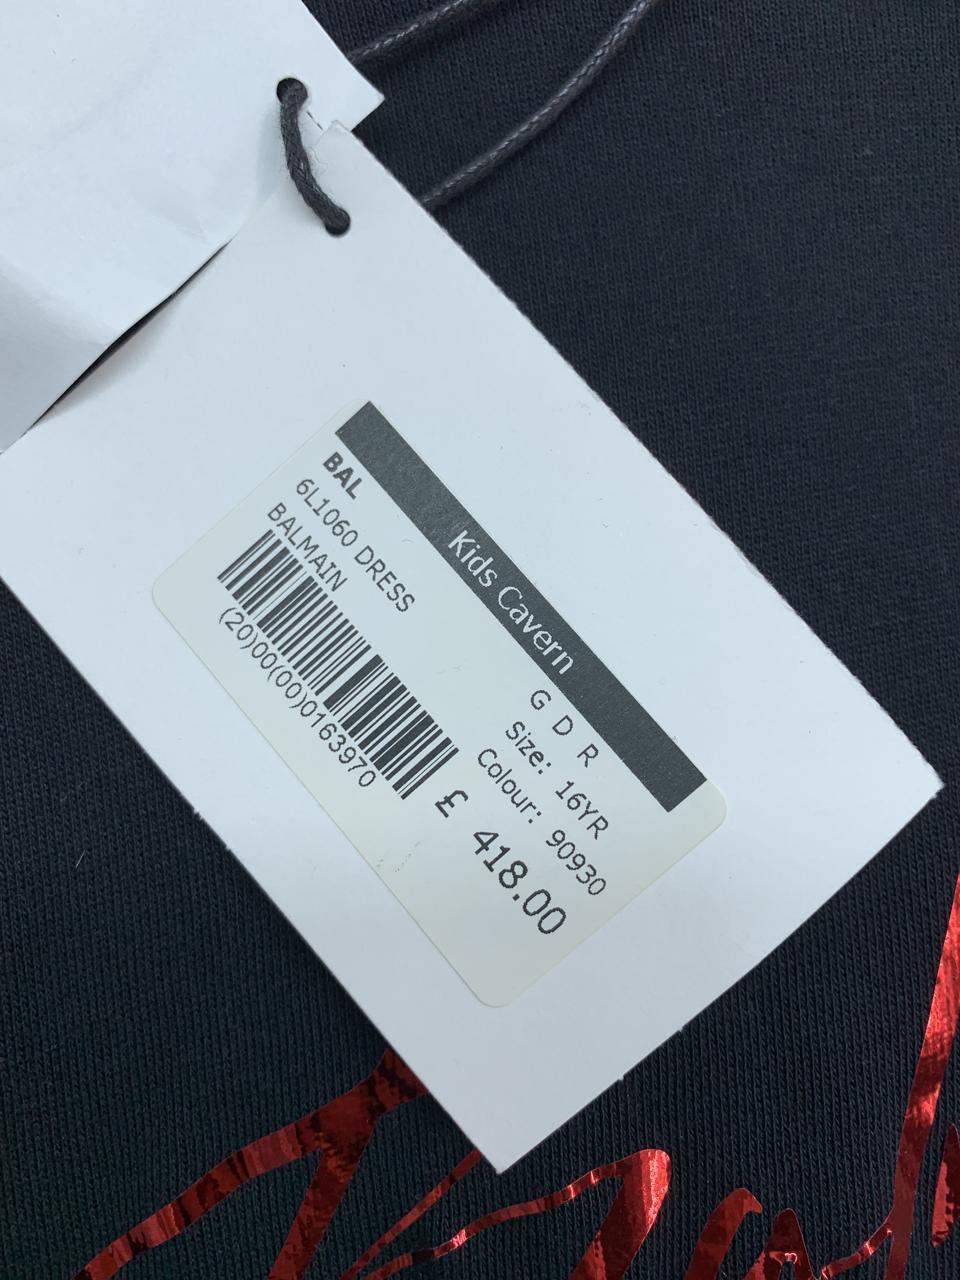 Kids Cavern
BAL
6L1060 DRESS
BALMAIN
(20)00(00)0163970
G D R
Size: 16YR
Colour: 90930
£ 418.00